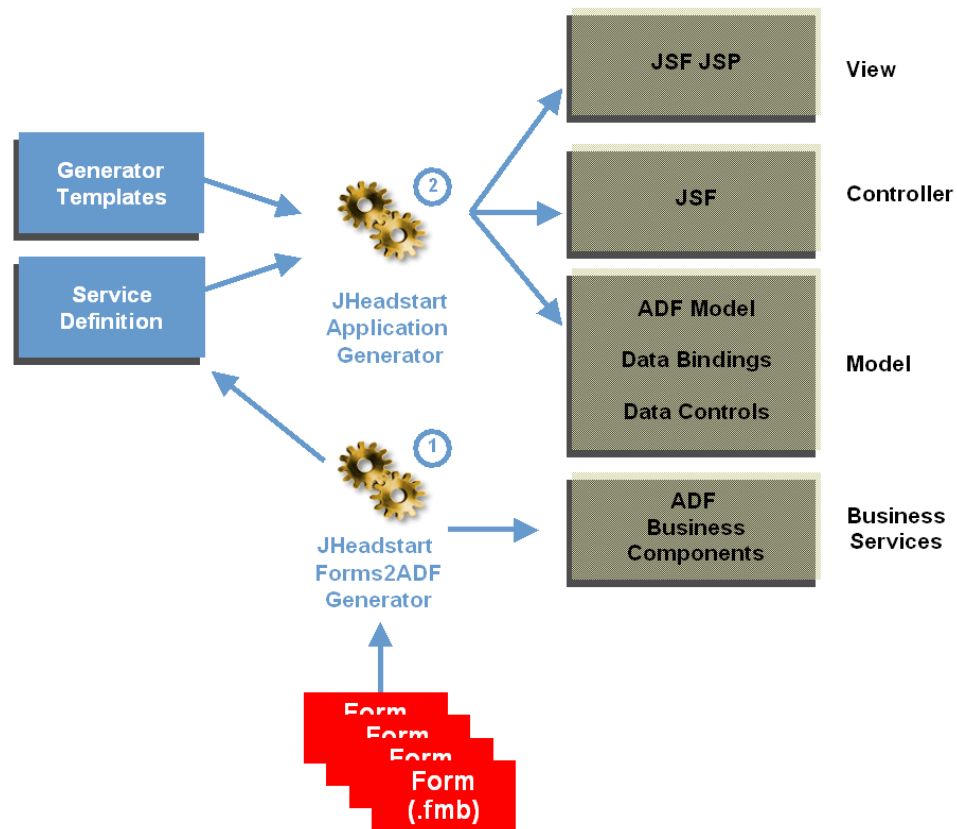 JSF JSP
View
Generator
Templates
2
JSF
Controller
Service
Definition
JHeadstart
Application
Generator
ADF Model
Data Bindings
Data Controls
Model
1
JHeadstart
Forms2ADF
Generator
ADF
Business
Components
Business
Services
Form
Form
Form
Form
(.fmb)